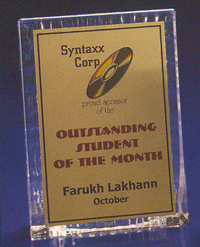 Syntaxx
Corp
proud sponsor
of the
OUTSTANDING
STUDENT
OF THE MONTH
Farukh Lakhann
October